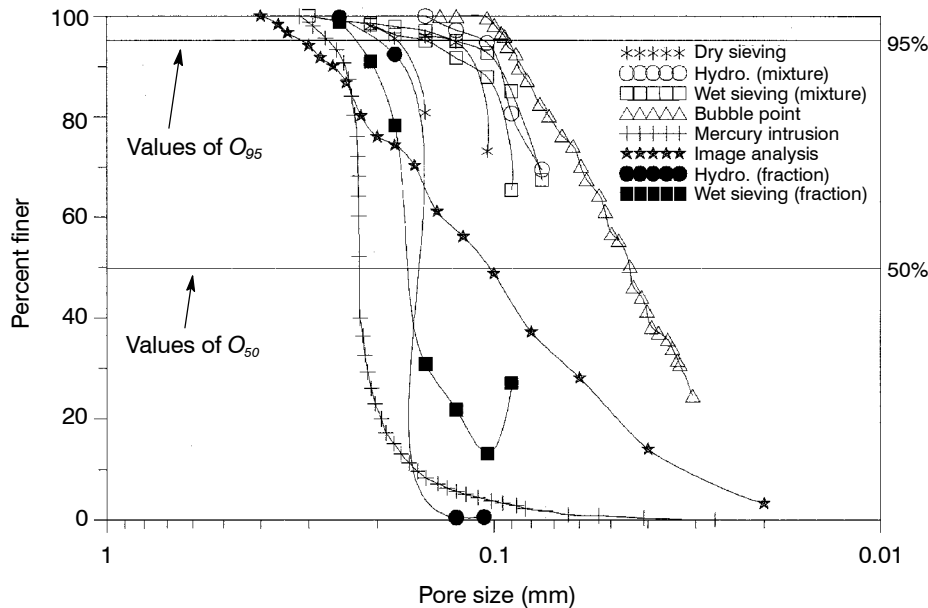 100
80
60
40
20
0
Percent finer
95%
50%
Values of O95
Values of O50
Dry sieving
Hydro. (mixture)
Wet sieving (mixture)
Bubble point
Mercury intrusion
Image analysis
Hydro. (fraction)
Wet sieving (fraction)
1
0.1
0.01
Pore size (mm)